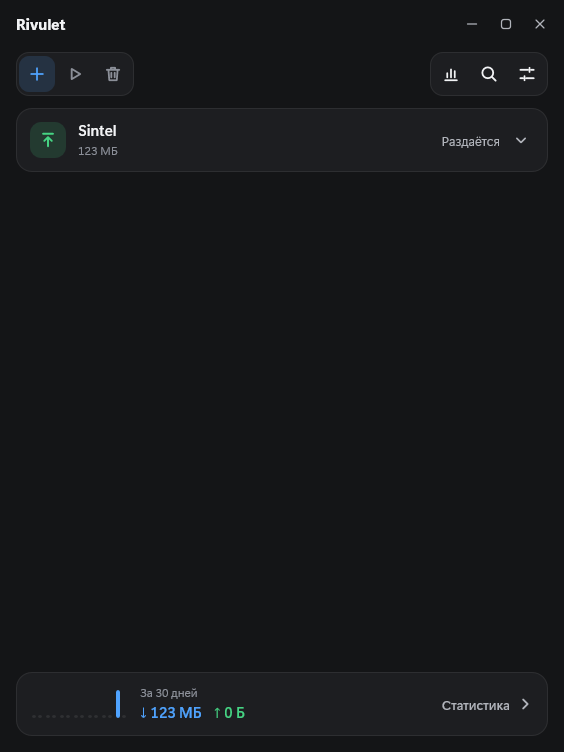 Rivulet
Sintel
123 МБ
Раздаётся
За 30 дней
↓ 123 МБ ↑ 0 Б
Статистика